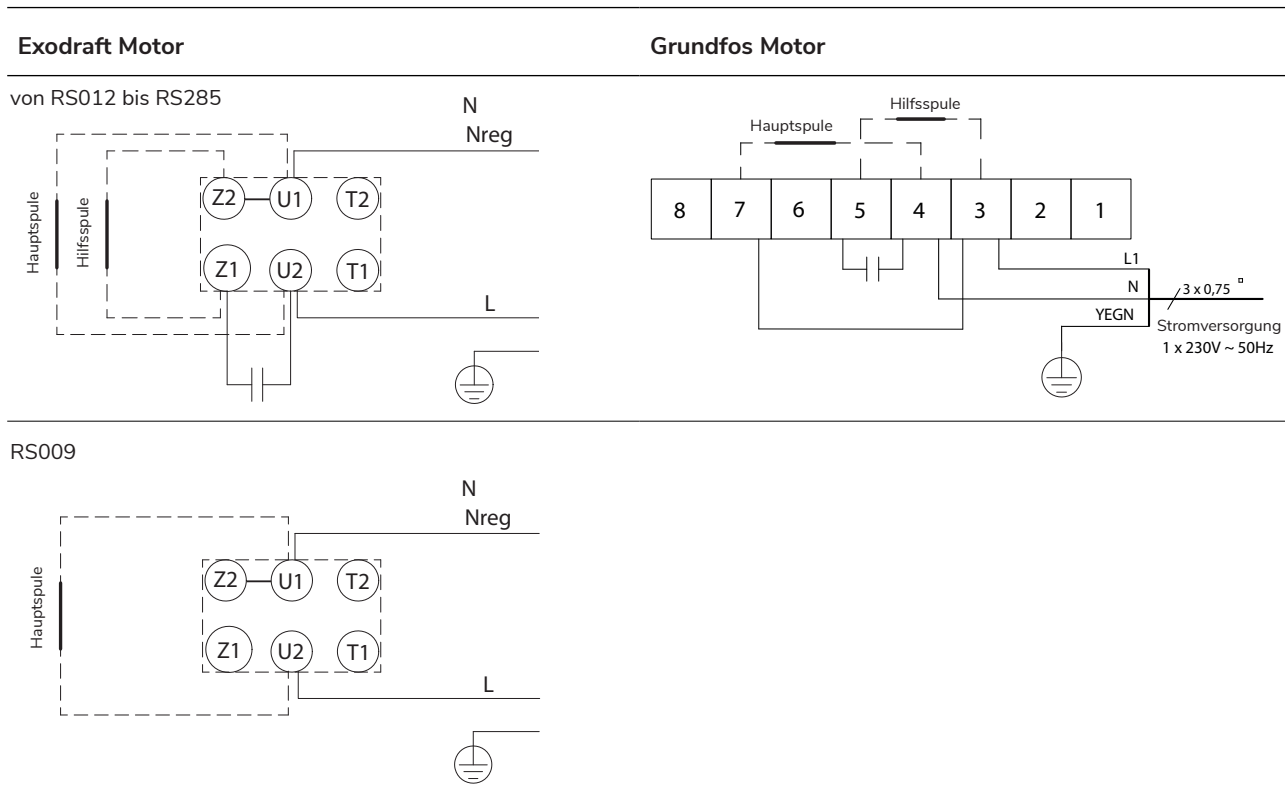 Exodraft Motor
Grundfos Motor
von RS012 bis RS285
N
Nreg
Hauptspule
Hilfsspule
Z2
U1
T2
Z1
U2
T1
L
Hilfsspule
Hauptspule
8
7
6
5
4
3
2
1
L1
N
YEGN
3 x 0,75 □
Stromversorgung
1 x 230V ~ 50Hz
RS009
N
Nreg
Hauptspule
Z2
U1
T2
Z1
U2
T1
L